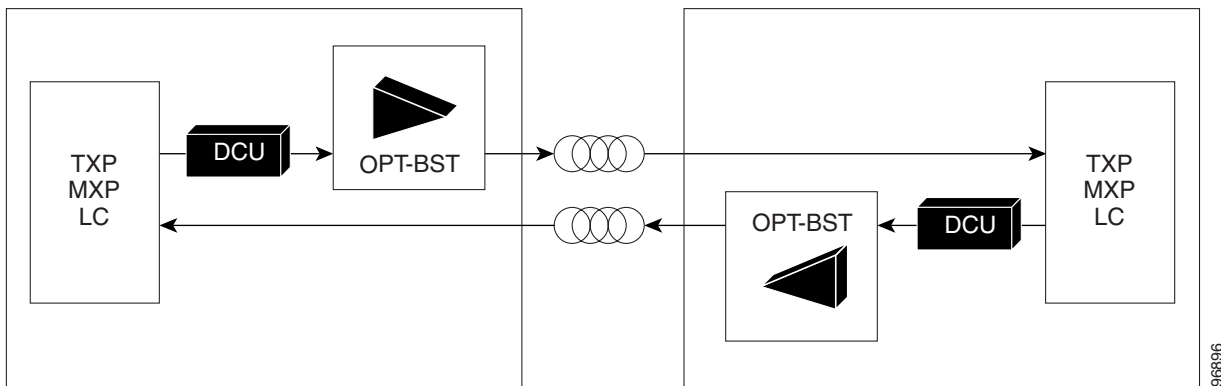 TXP
MXP
LC
DCU
OPT-BST
OPT-BST
DCU
TXP
MXP
LC
96896